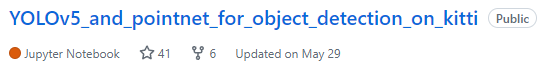 YOLOv5_and_pointnet_for_object_detection_on_kitti Public
Jupyter Notebook 41 6 Updated on May 29